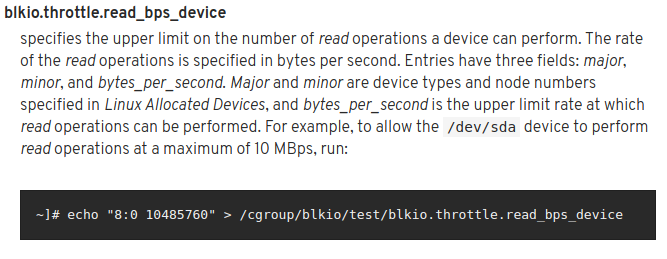 blkio.throttle.read_bps_device
specifies the upper limit on the number of read operations a device can perform. The rate
of the read operations is specified in bytes per second. Entries have three fields: major,
minor, and bytes_per_second. Major and minor are device types and node numbers
specified in Linux Allocated Devices, and bytes_per_second is the upper limit rate at which
read operations can be performed. For example, to allow the /dev/sda device to perform
read operations at a maximum of 10 MBps, run:
~]# echo "8:0 10485760" > /cgroup/blkio/test/blkio.throttle.read_bps_device